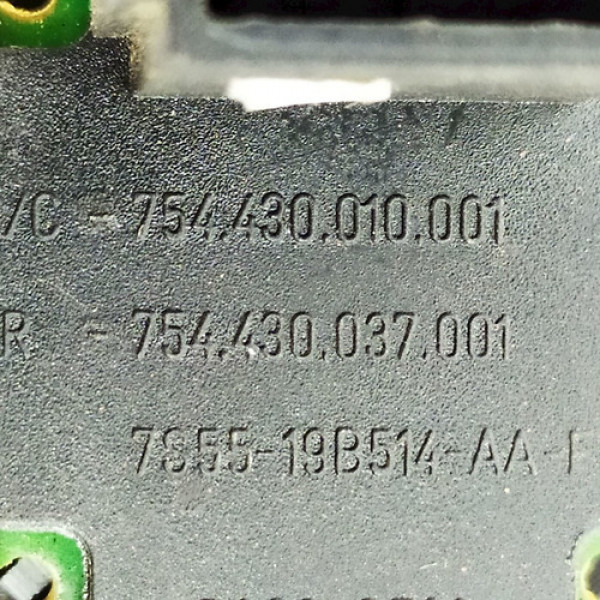 /C - 754.430.010.001
R - 754.430.037.001
7S55-19B514-AA-F